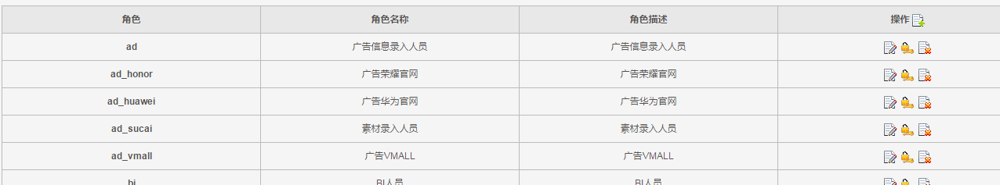 角色 角色名称 角色描述 操作
ad 广告信息录入人员 广告信息录入人员
ad_honor 广告荣耀官网 广告荣耀官网
ad_huawei 广告华为官网 广告华为官网
ad_sucai 素材录入人员 素材录入人员
ad_vmall 广告VMALL 广告VMALL
bi BI人员 BI人员